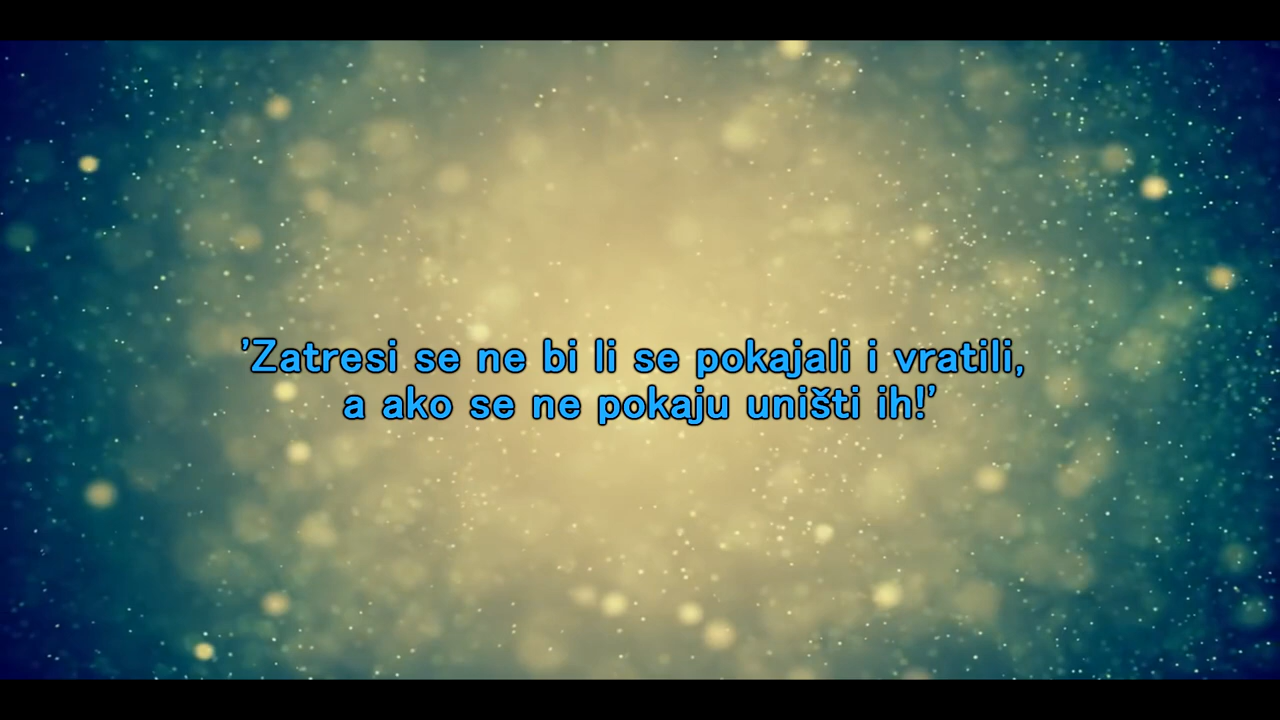 ’Zatresi se ne bi li se pokajali i vratili,
a ako se ne pokaju uništi ih!’